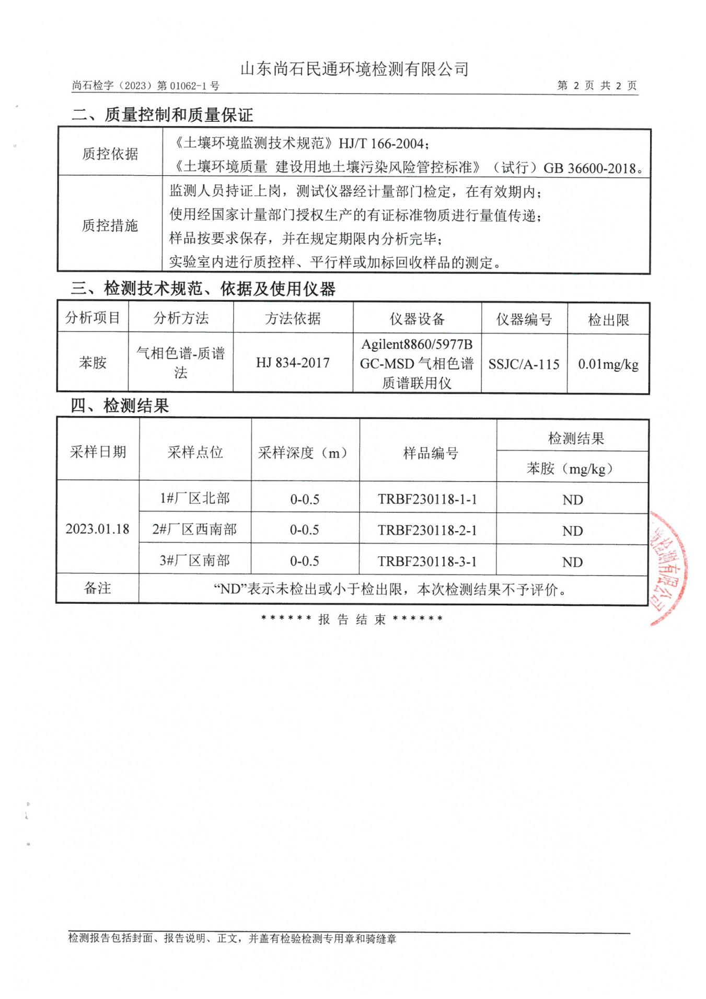 山东尚石民通环境检测有限公司
尚石检字（2023）第 01062-1 号 第 2 页 共 2 页
二、质量控制和质量保证
质控依据
《土壤环境监测技术规范》HJ/T 166-2004；
《土壤环境质量 建设用地土壤污染风险管控标准》（试行）GB 36600-2018。
质控措施
监测人员持证上岗，测试仪器经计量部门检定，在有效期内；
使用经国家计量部门授权生产的有证标准物质进行量值传递；
样品按要求保存，并在规定期限内分析完毕；
实验室内进行质控样、平行样或加标回收样品的测定。
三、检测技术规范、依据及使用仪器
分析项目 分析方法 方法依据 仪器设备 仪器编号 检出限
苯胺
气相色谱-质谱
法
HJ 834-2017
Agilent8860/5977B
GC-MSD 气相色谱
质谱联用仪
SSJC/A-115
0.01mg/kg
四、检测结果
采样日期 采样点位 采样深度（m） 样品编号 检测结果
苯胺（mg/kg）
2023.01.18
1#厂区北部 0-0.5 TRBF230118-1-1 ND
2#厂区西南部 0-0.5 TRBF230118-2-1 ND
3#厂区南部 0-0.5 TRBF230118-3-1 ND
备注 “ND”表示未检出或小于检出限，本次检测结果不予评价。
****** 报 告 结 束 ******
境检测有限公司
检测报告包括封面、报告说明、正文，并盖有检验检测专用章和骑缝章